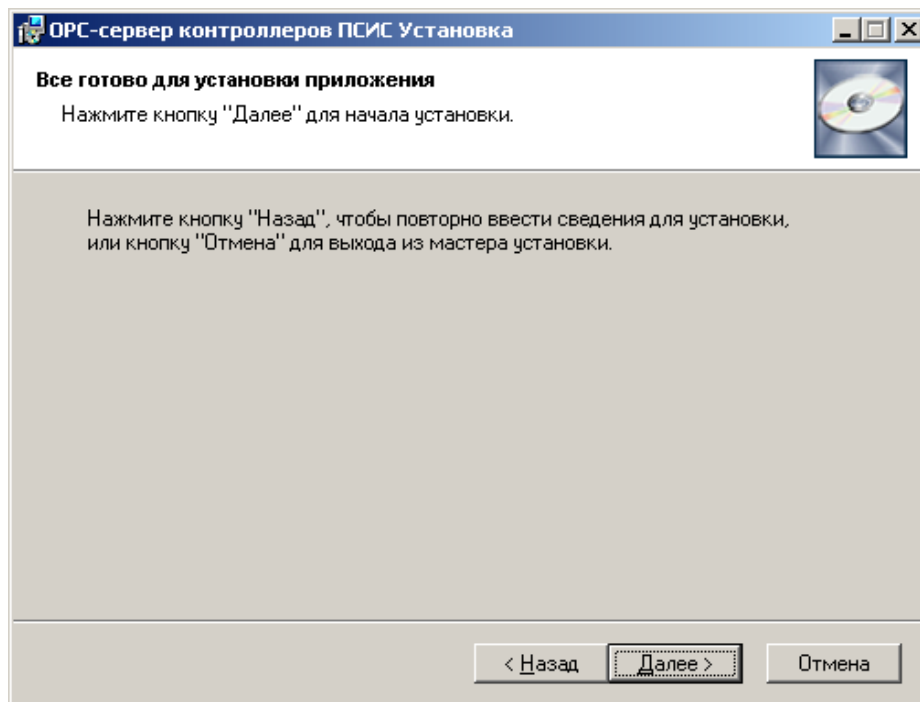 OPC-сервер контроллеров ПСИС Установка
Все готово для установки приложения
Нажмите кнопку "Далее" для начала установки.
Нажмите кнопку "Назад", чтобы повторно ввести сведения для установки,
или кнопку "Отмена" для выхода из мастера установки.
< Назад
Далее >
Отмена